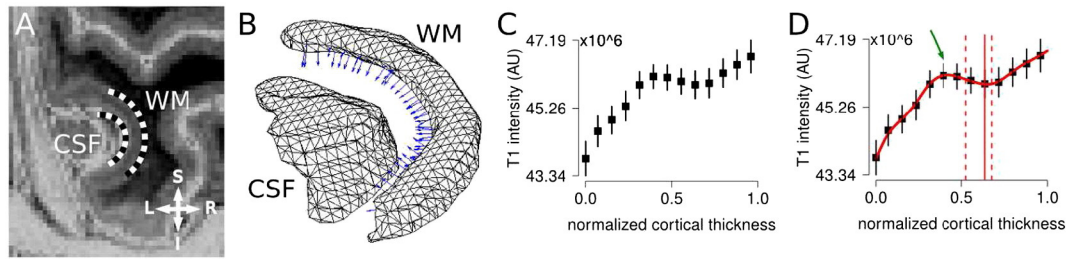 A
WM
CSF
S
L
R
I
B
WM
CSF
C
47.19
x10^6
45.26
43.34
T1 intensity (AU)
0.0
0.5
1.0
normalized cortical thickness
D
47.19
x10^6
45.26
43.34
T1 intensity (AU)
0.0
0.5
1.0
normalized cortical thickness